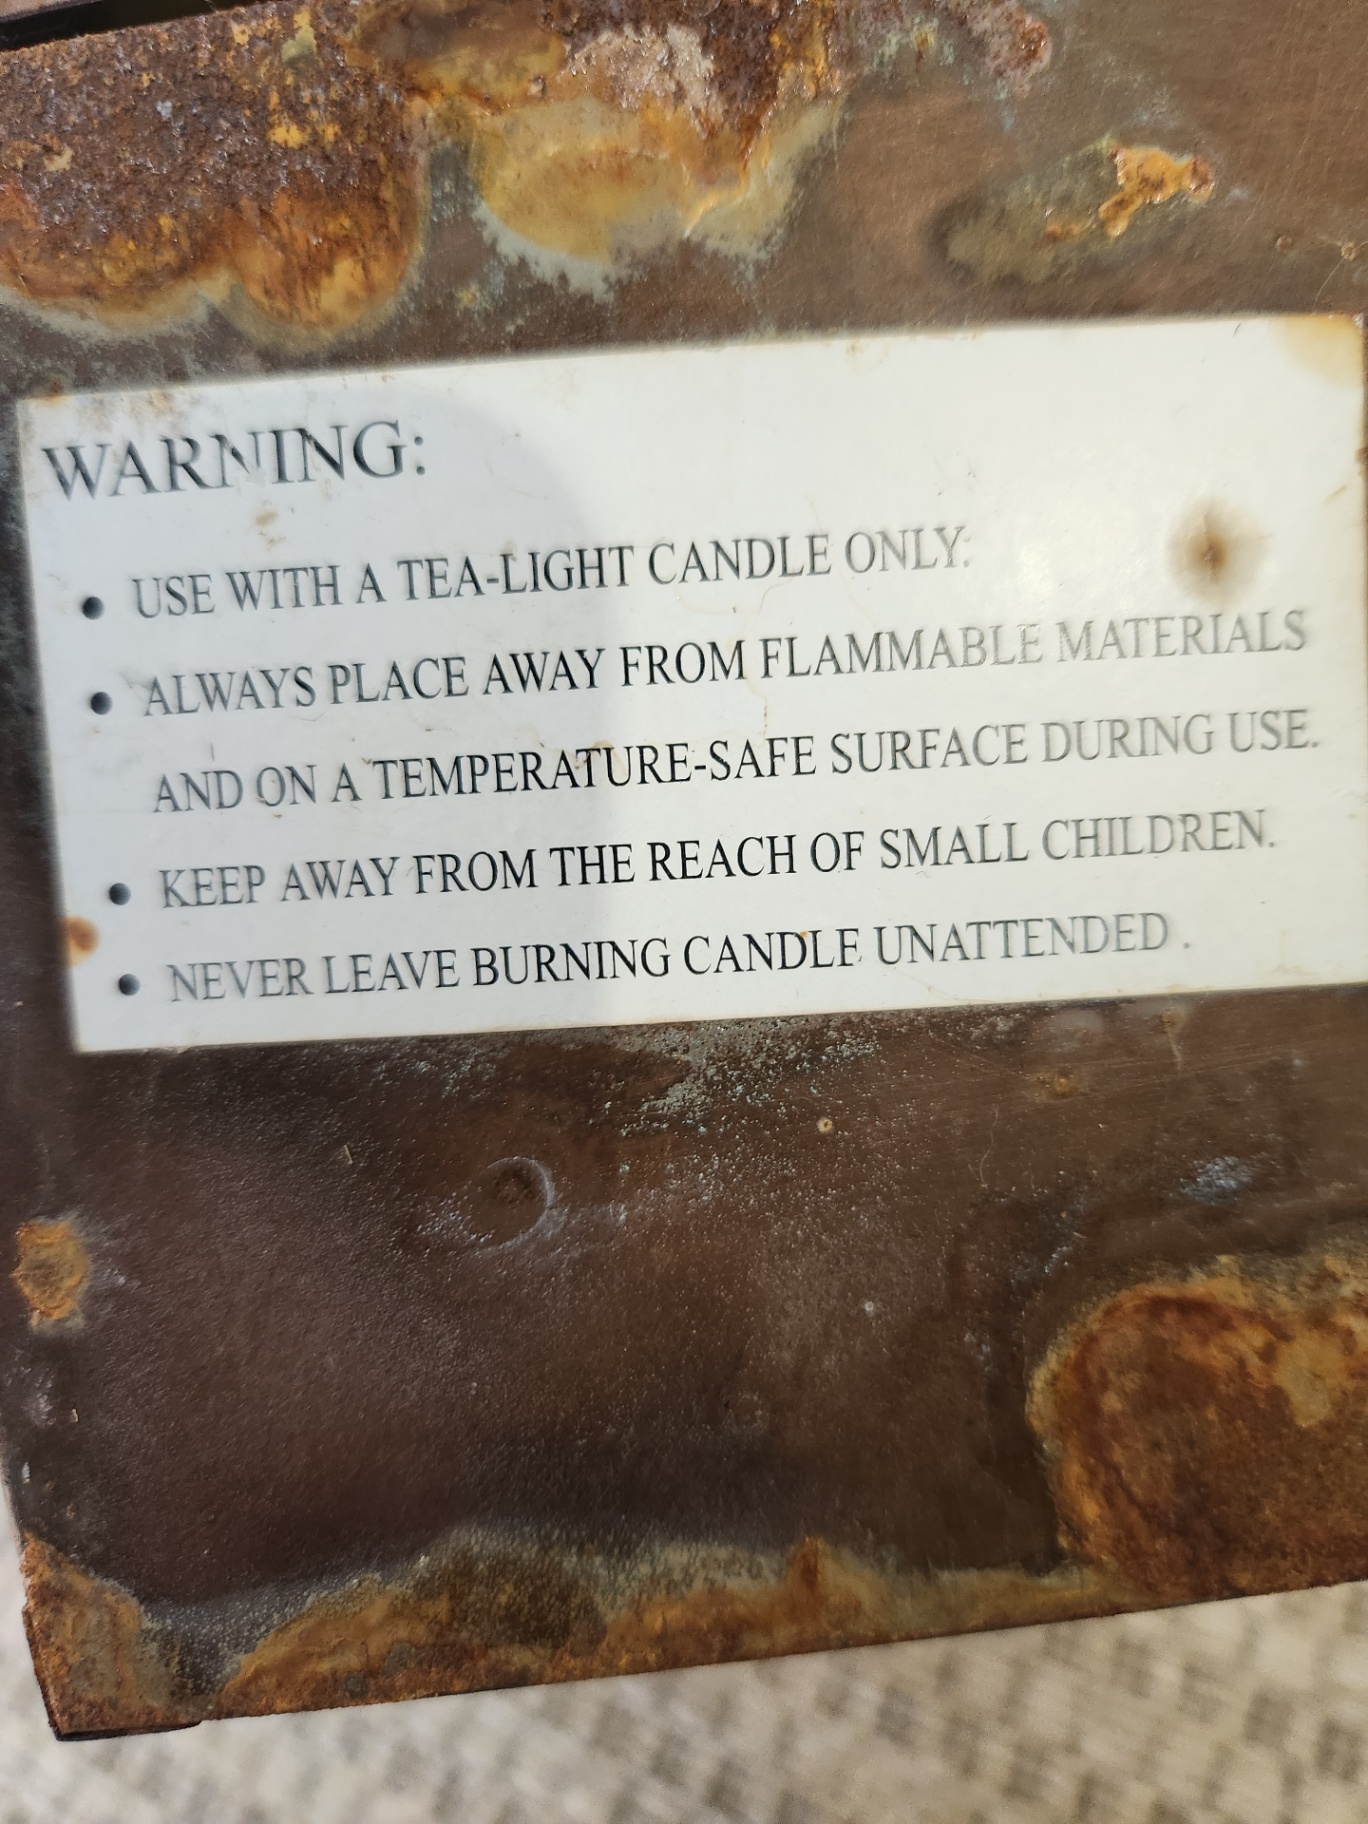 WARNING:
• USE WITH A TEA-LIGHT CANDLE ONLY.
• ALWAYS PLACE AWAY FROM FLAMMABLE MATERIALS
AND ON A TEMPERATURE-SAFE SURFACE DURING USE.
• KEEP AWAY FROM THE REACH OF SMALL CHILDREN.
• NEVER LEAVE BURNING CANDLE UNATTENDED .